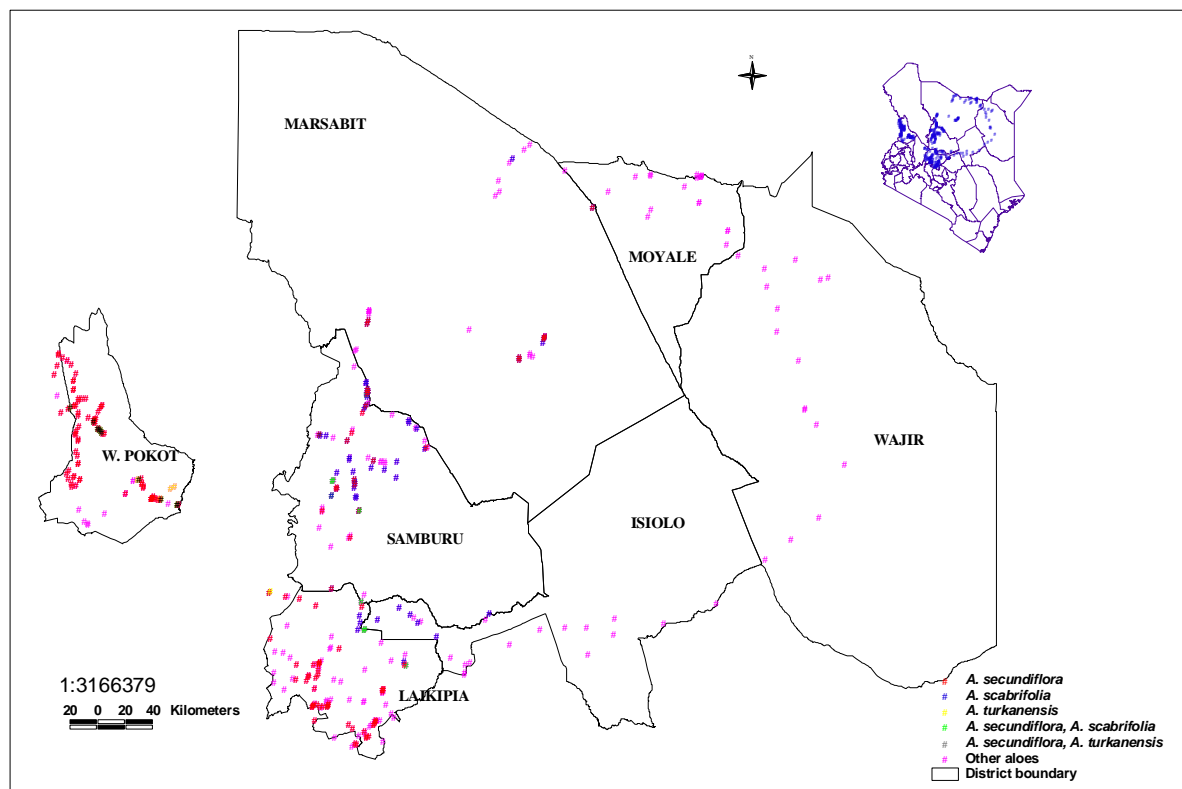 N
MARSABIT
MOYALE
WAJIR
W. POKOT
ISIOLO
SAMBURU
LAIKIPIA
1:3166379
20 0 20 40 Kilometers
# A. secundiflora
# A. scabrifolia
# A. turkanensis
# A. secundiflora, A. scabrifolia
# A. secundiflora, A. turkanensis
# Other aloes
District boundary